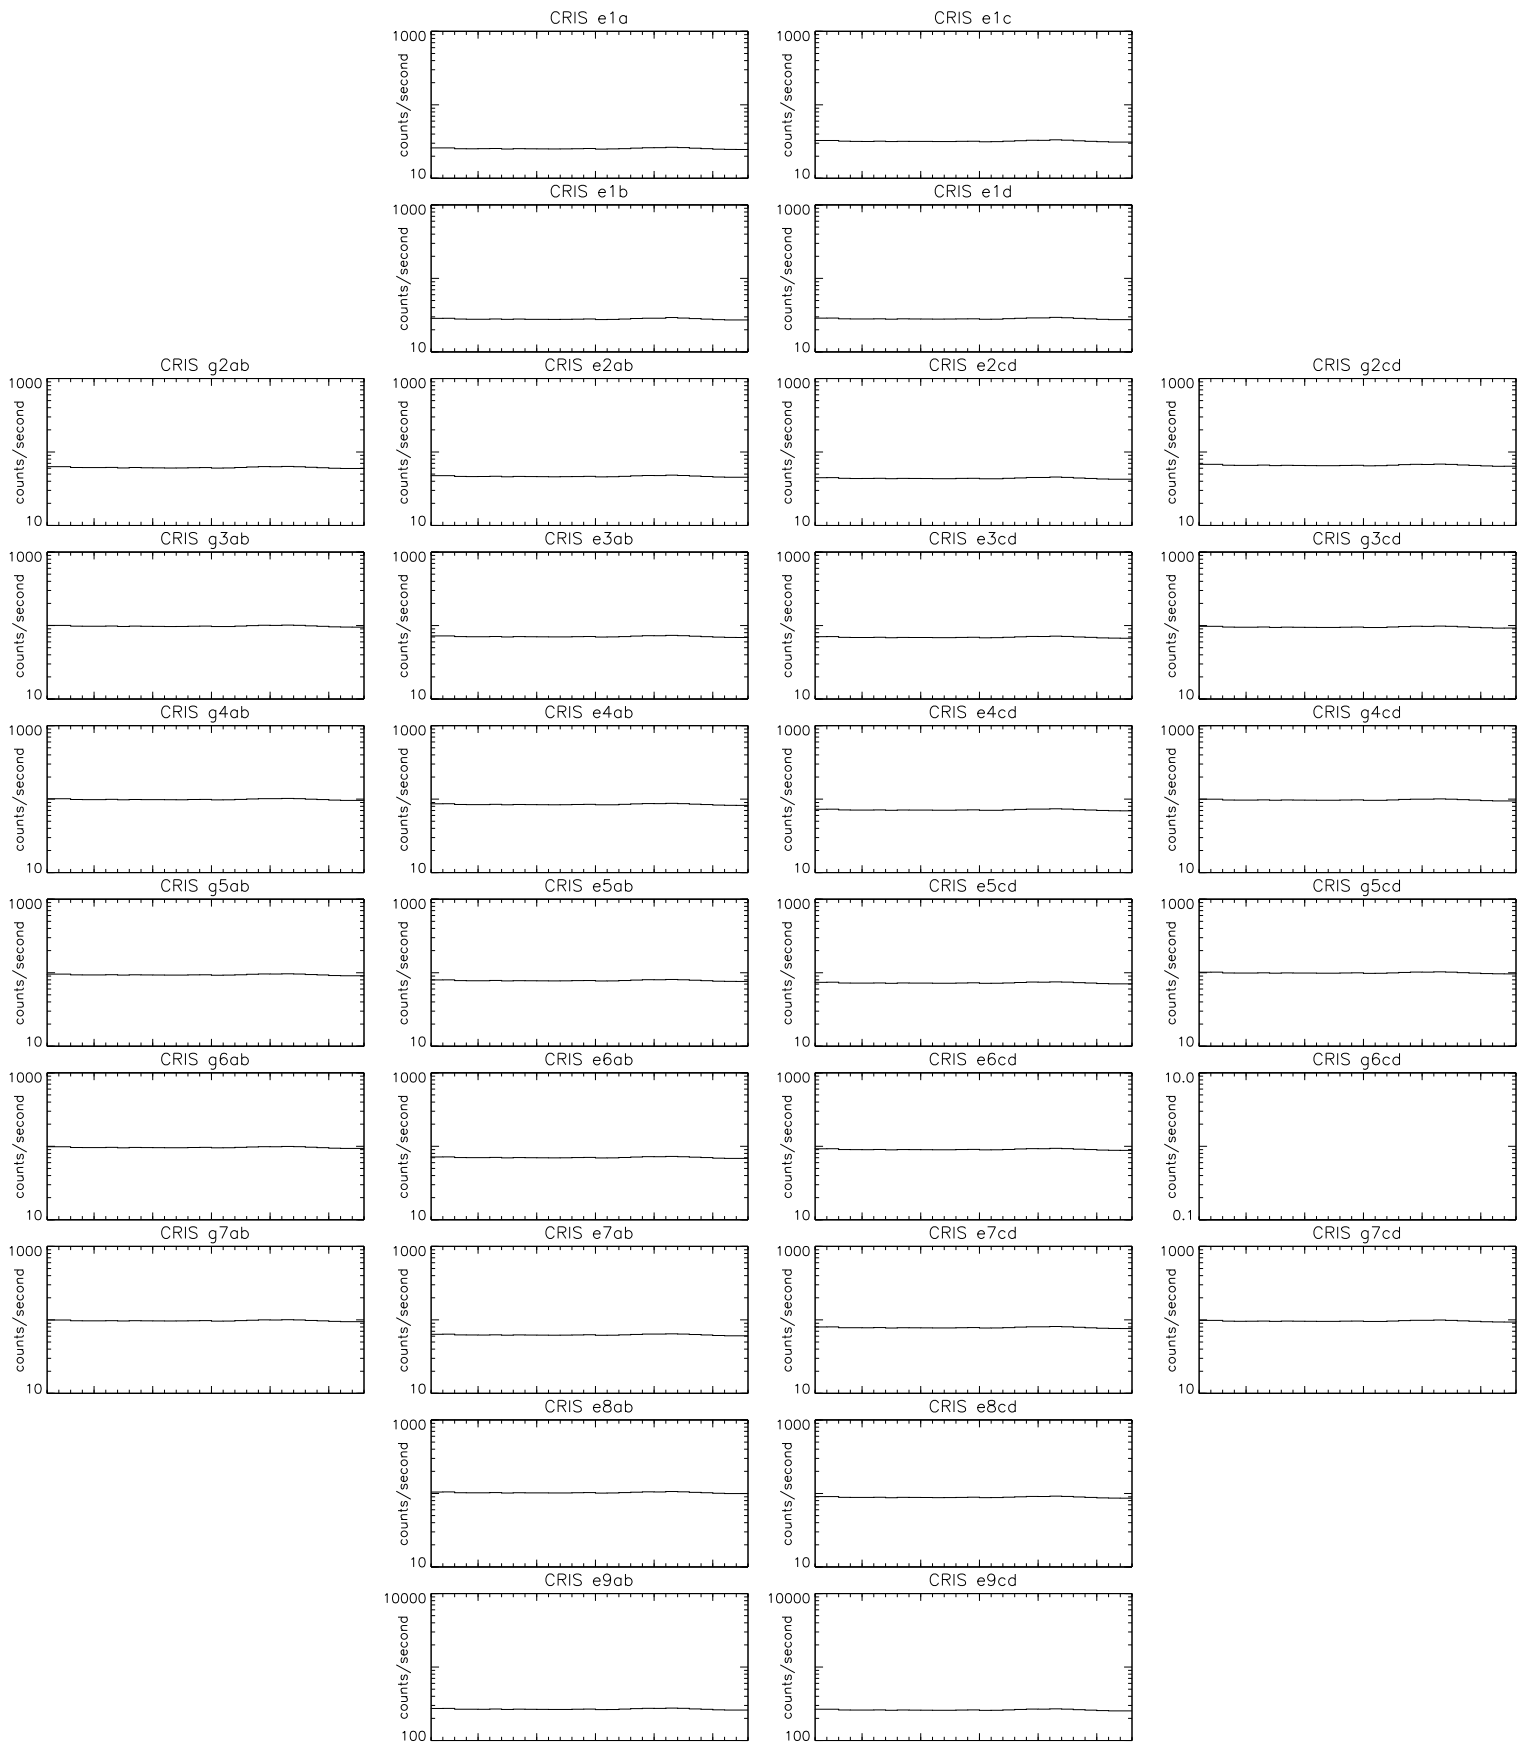 CRIS e1a
1000
counts/second
10
CRIS e1c
1000
counts/second
10
CRIS e1b
1000
counts/second
10
CRIS e1d
1000
counts/second
10
CRIS g2ab
1000
counts/second
10
CRIS e2ab
1000
counts/second
10
CRIS e2cd
1000
counts/second
10
CRIS g2cd
1000
counts/second
10
CRIS g3ab
1000
counts/second
10
CRIS e3ab
1000
counts/second
10
CRIS e3cd
1000
counts/second
10
CRIS g3cd
1000
counts/second
10
CRIS g4ab
1000
counts/second
10
CRIS e4ab
1000
counts/second
10
CRIS e4cd
1000
counts/second
10
CRIS g4cd
1000
counts/second
10
CRIS g5ab
1000
counts/second
10
CRIS e5ab
1000
counts/second
10
CRIS e5cd
1000
counts/second
10
CRIS g5cd
1000
counts/second
10
CRIS g6ab
1000
counts/second
10
CRIS e6ab
1000
counts/second
10
CRIS e6cd
1000
counts/second
10
CRIS g6cd
10.0
counts/second
0.1
CRIS g7ab
1000
counts/second
10
CRIS e7ab
1000
counts/second
10
CRIS e7cd
1000
counts/second
10
CRIS g7cd
1000
counts/second
10
CRIS e8ab
1000
counts/second
10
CRIS e8cd
1000
counts/second
10
CRIS e9ab
10000
counts/second
100
CRIS e9cd
10000
counts/second
100